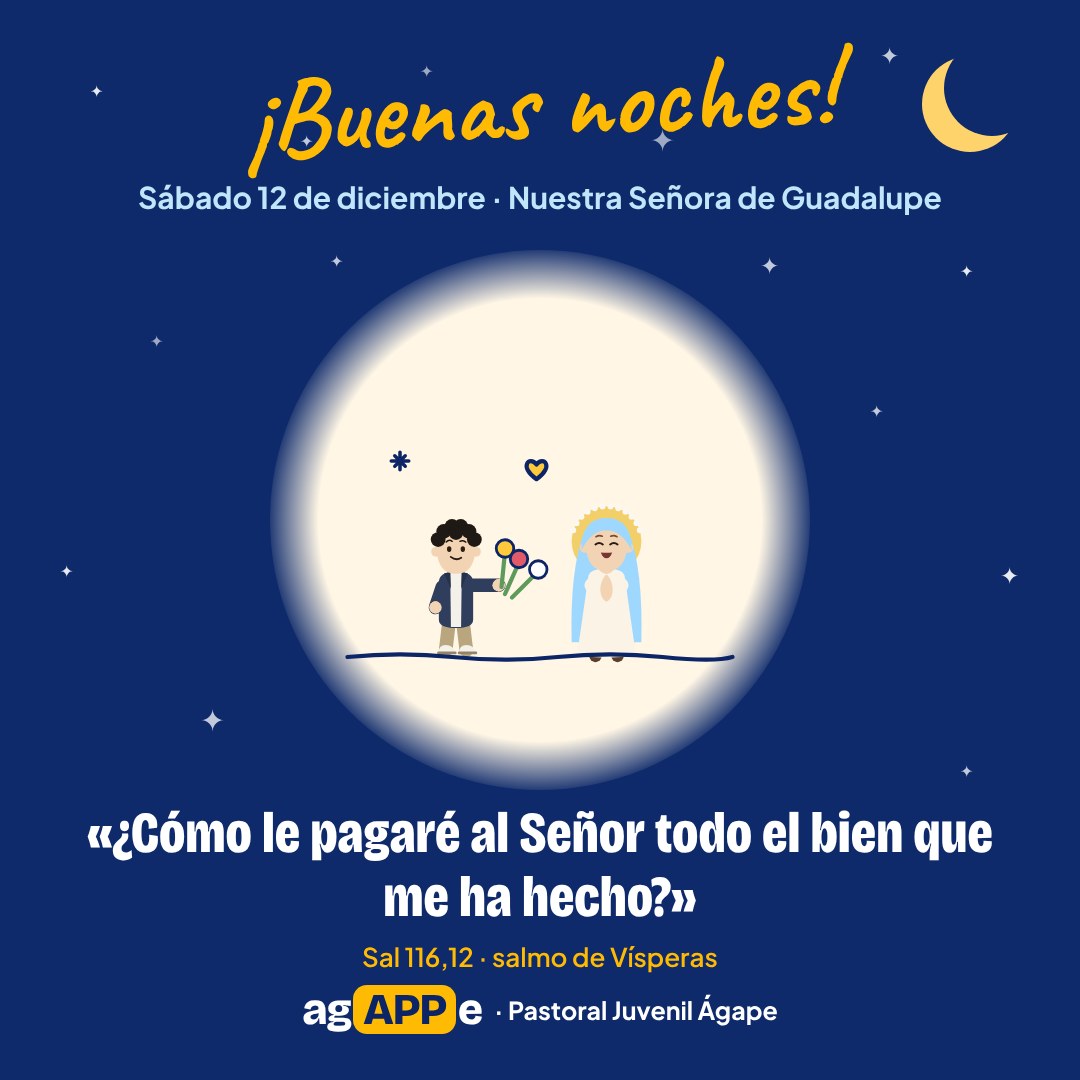 ¡Buenas noches!
Sábado 12 de diciembre · Nuestra Señora de Guadalupe
«¿Cómo le pagaré al Señor todo el bien que
me ha hecho?»
Sal 116,12 · salmo de Vísperas
agAPPe · Pastoral Juvenil Ágape